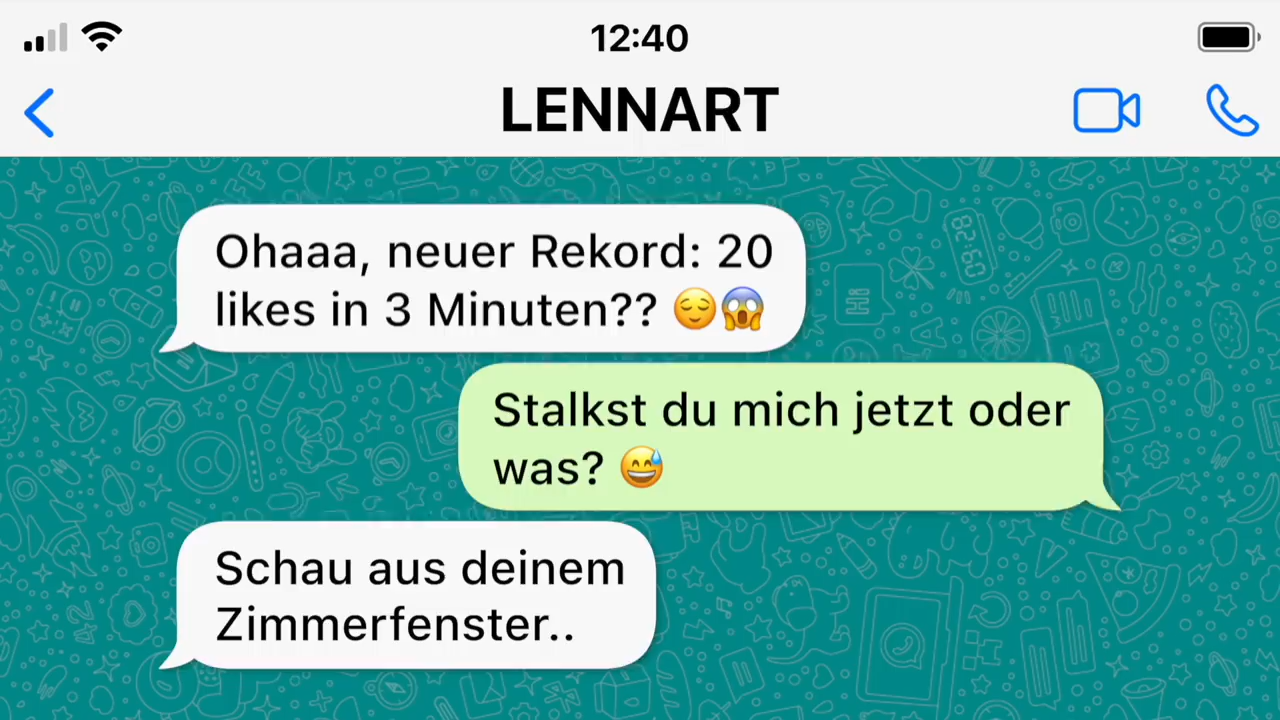 12:40
LENNART
Ohaaa, neuer Rekord: 20
likes in 3 Minuten?? 😌😱
Stalkst du mich jetzt oder
was? 😅
Schau aus deinem
Zimmerfenster..